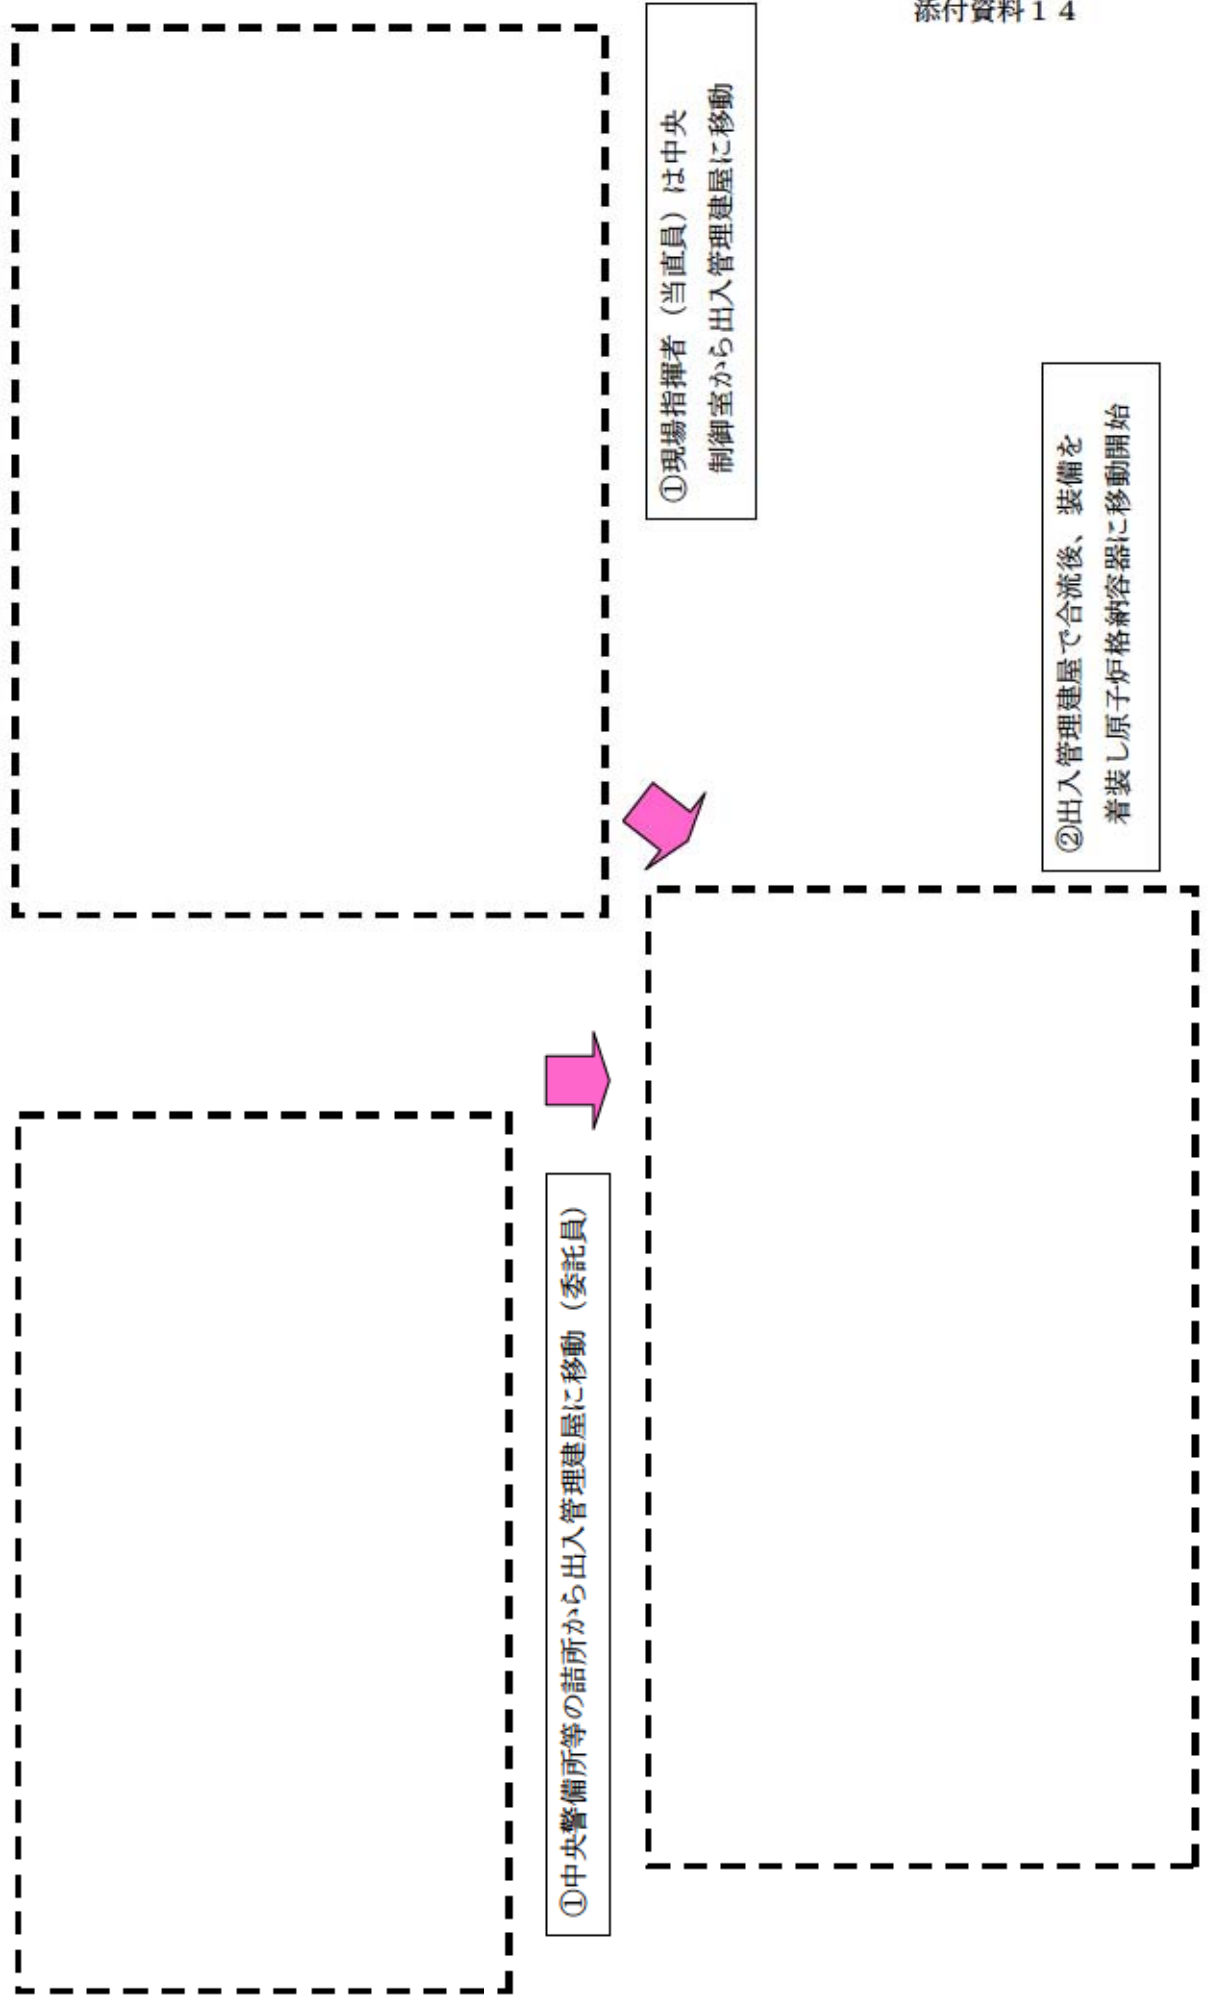 添付資料１４
①中央警備所等の詰所から出入管理建屋に移動（委託員）
①現場指揮者（当直員）は中央
制御室から出入管理建屋に移動
②出入管理建屋で合流後、装備を
着装し原子炉格納容器に移動開始